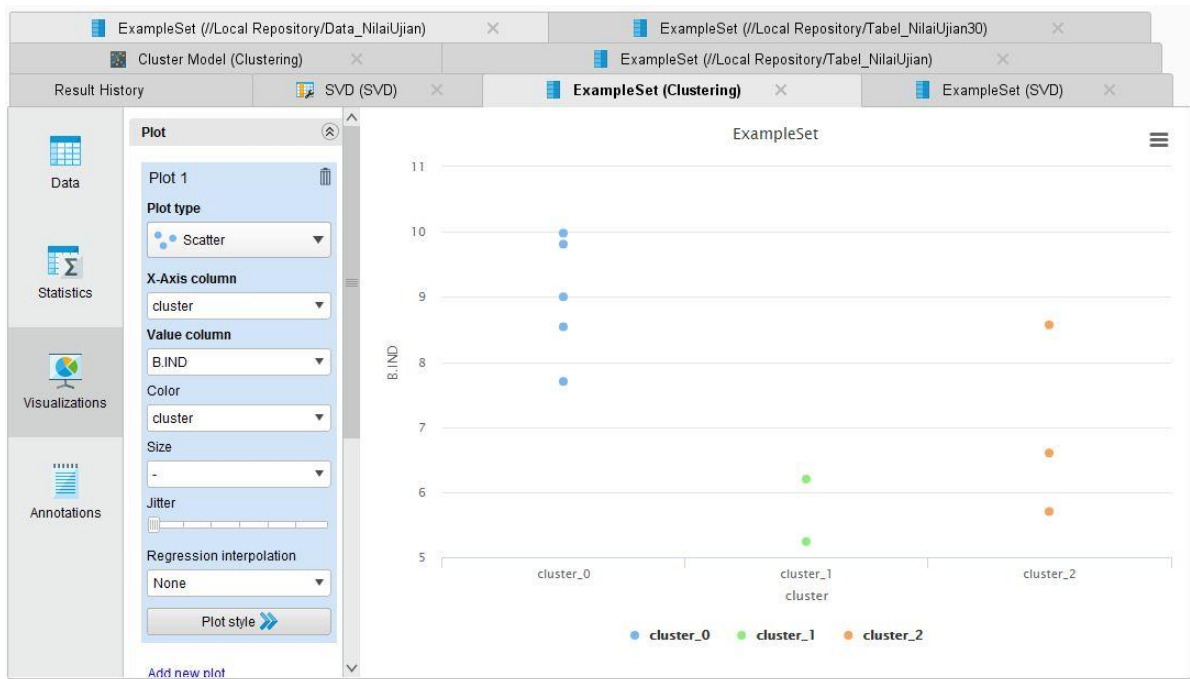 ExampleSet (//Local Repository/Data_NilaiUjian)
ExampleSet (//Local Repository/Tabel_NilaiUjian30)
Cluster Model (Clustering)
ExampleSet (//Local Repository/Tabel_NilaiUjian)
Result History
SVD (SVD)
ExampleSet (Clustering)
ExampleSet (SVD)
Data
Statistics
Visualizations
Annotations
Plot
Plot 1
Plot type
Scatter
X-Axis column
cluster
Value column
B.IND
Color
cluster
Size
-
Jitter
Regression interpolation
None
Plot style
Add new plot
ExampleSet
11
10
9
8
7
6
5
B.IND
cluster_0
cluster_1
cluster_2
cluster
cluster_0
cluster_1
cluster_2